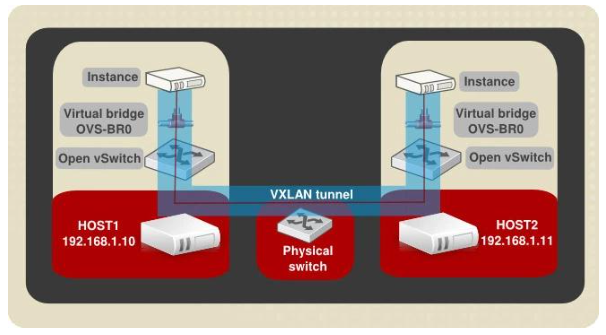 Instance
Virtual bridge
OVS-BR0
Open vSwitch
HOST1
192.168.1.10
VXLAN tunnel
Physical
switch
Instance
Virtual bridge
OVS-BR0
Open vSwitch
HOST2
192.168.1.11